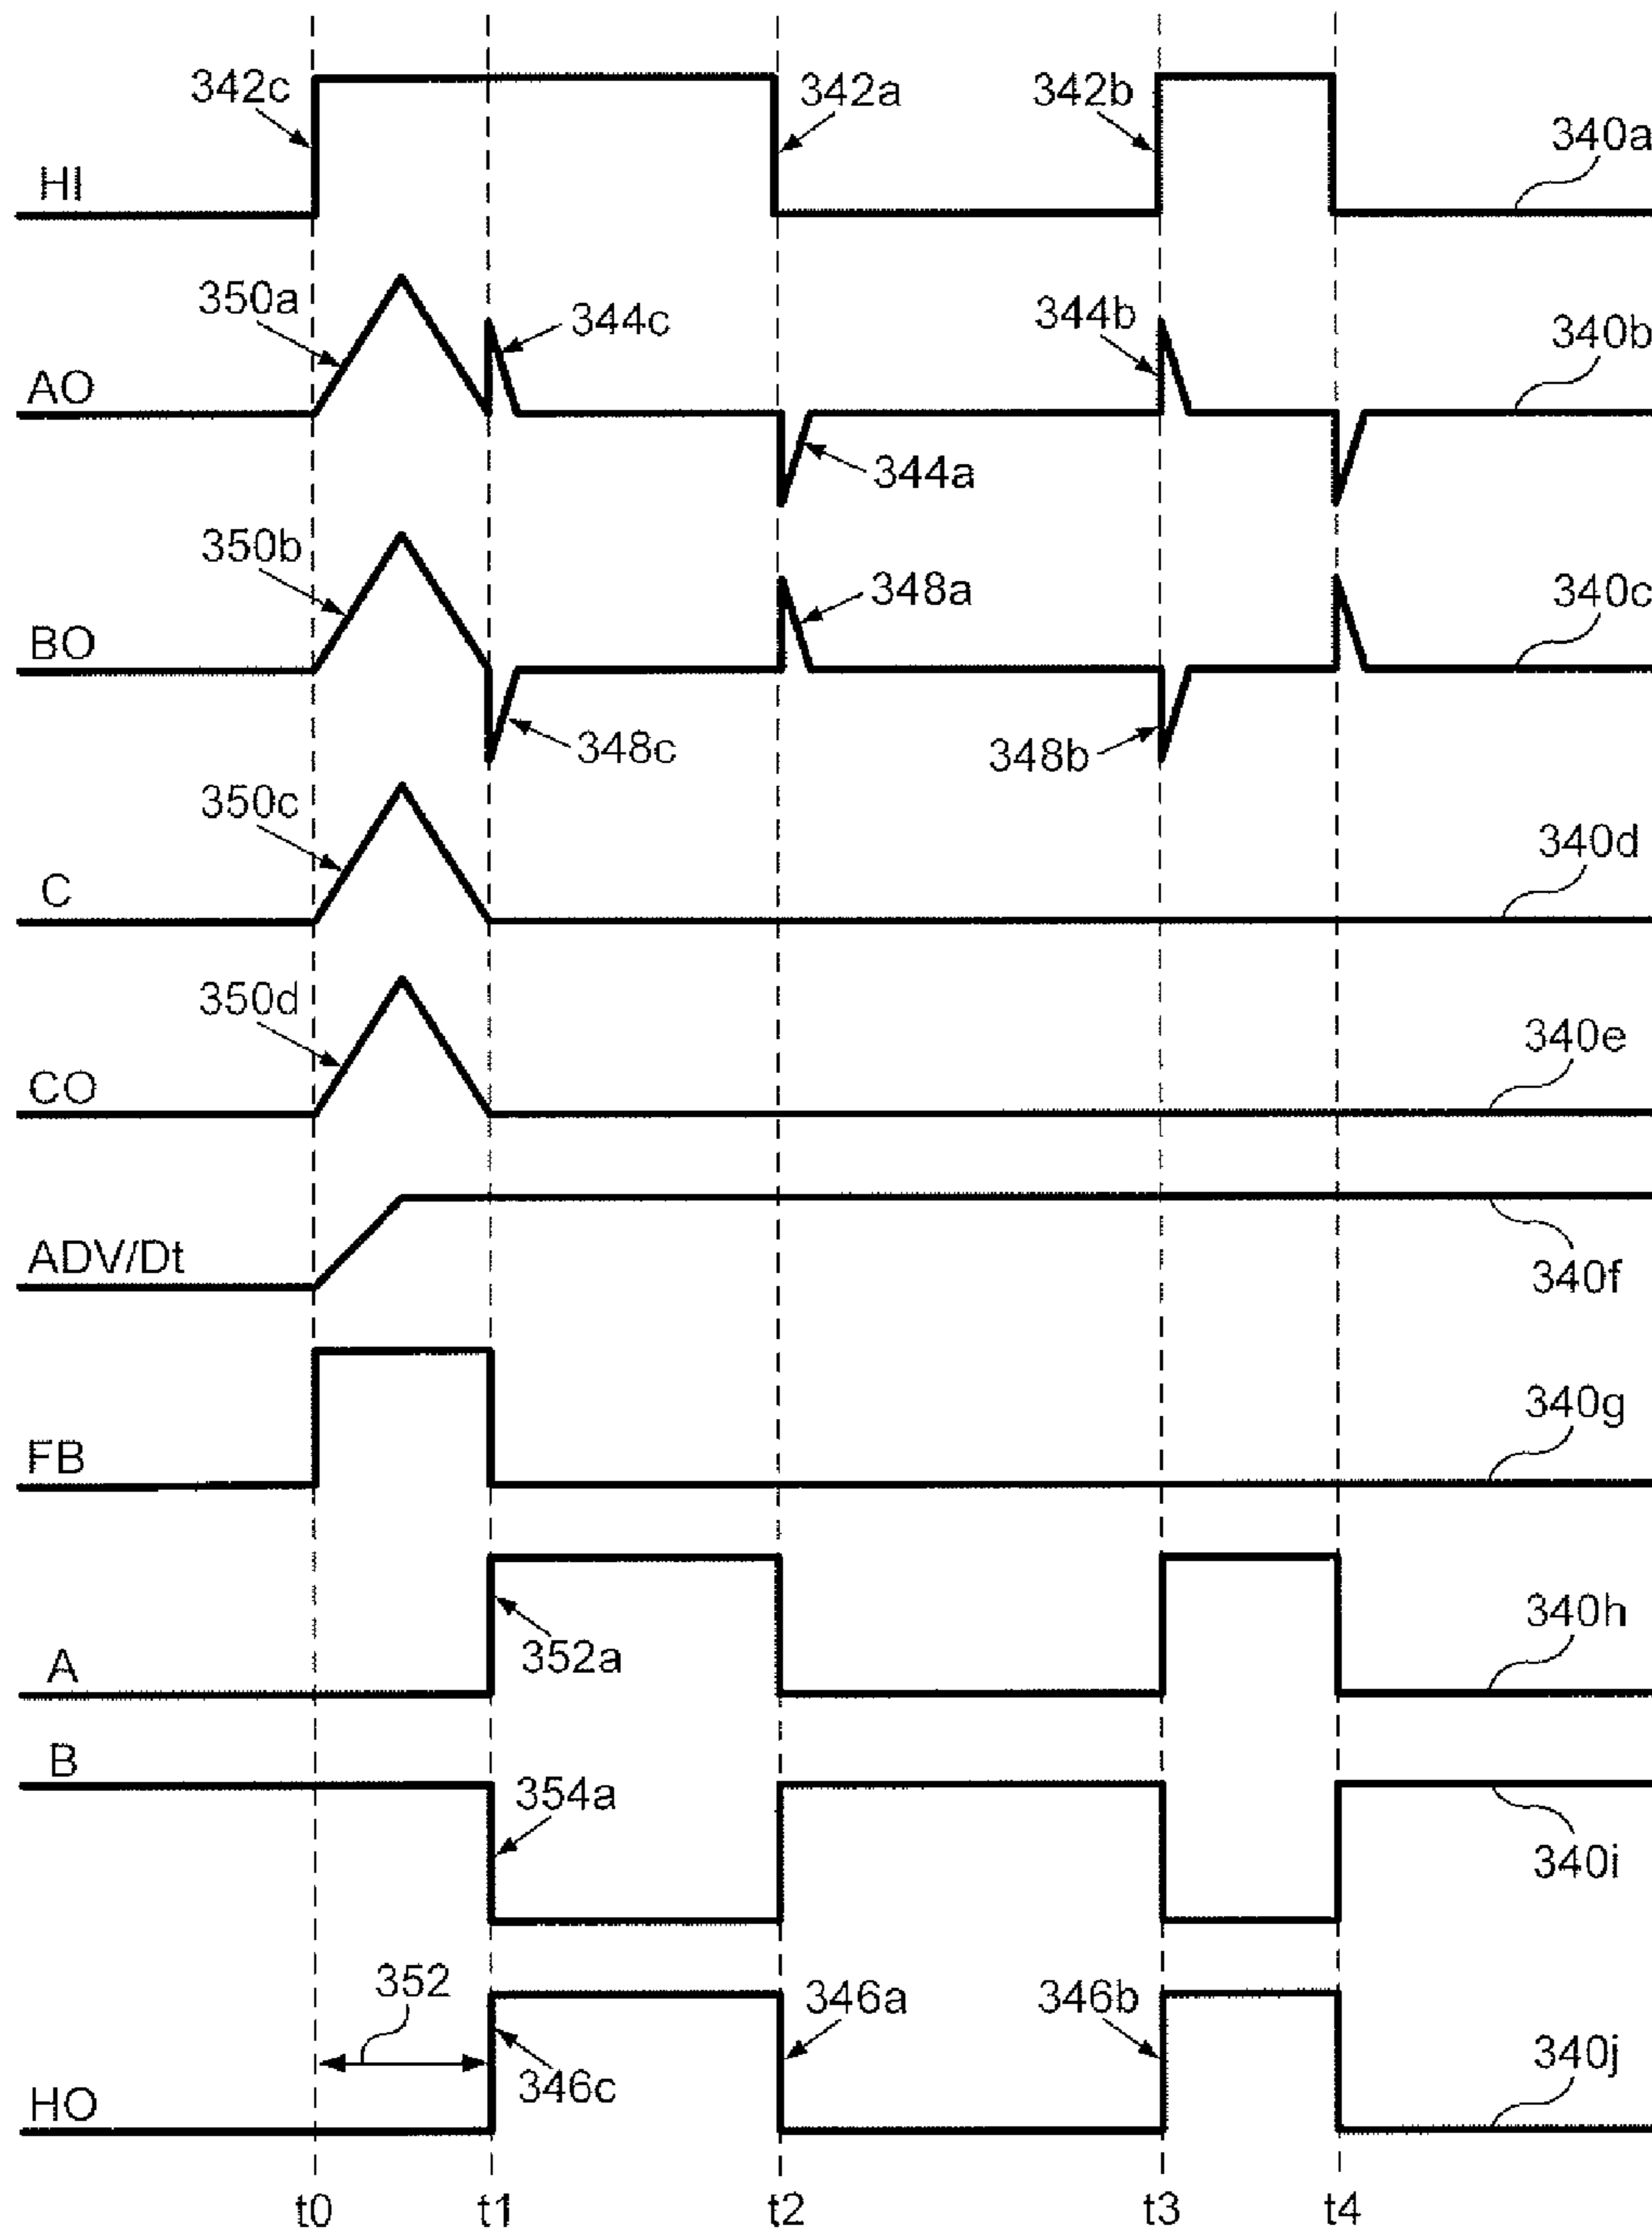 342c
342a
342b
340a
HI
350a
344c
344b
340b
AO
344a
350b
348a
340c
BO
348c
348b
350c
340d
C
350d
340e
CO
ADV/Dt
340f
340g
FB
340h
352a
A
B
354a
340i
352
346a
346b
340j
346c
HO
t0 t1 t2 t3 t4